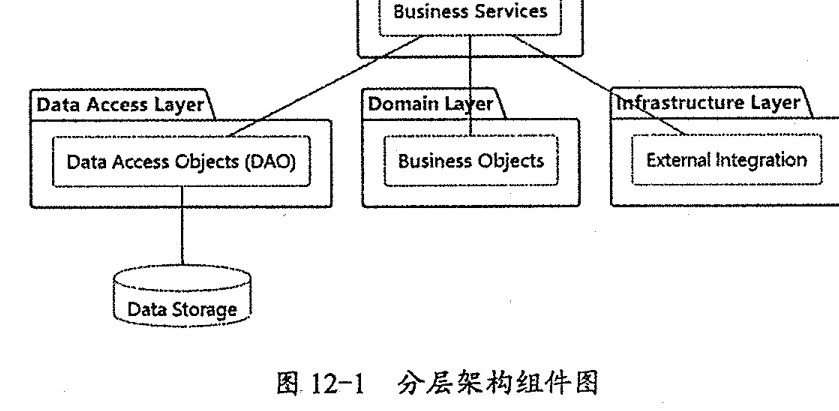 Business Services
Data Access Layer
Domain Layer
Infrastructure Layer
Data Access Objects (DAO)
Business Objects
External Integration
Data Storage
图 12-1 分层架构组件图